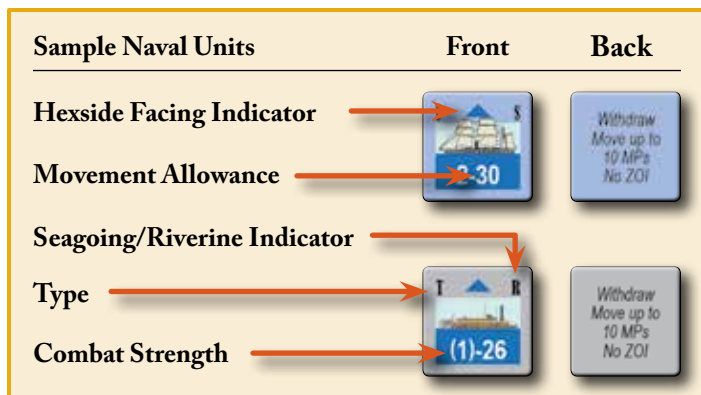 Sample Naval Units Front Back
Hexside Facing Indicator
S
Withdraw
Move up to
10 MPs
No ZOI
Movement Allowance
2-30
Seagoing/Riverine Indicator
Type
T R
Withdraw
Move up to
10 MPs
No ZOI
Combat Strength
(1)-26